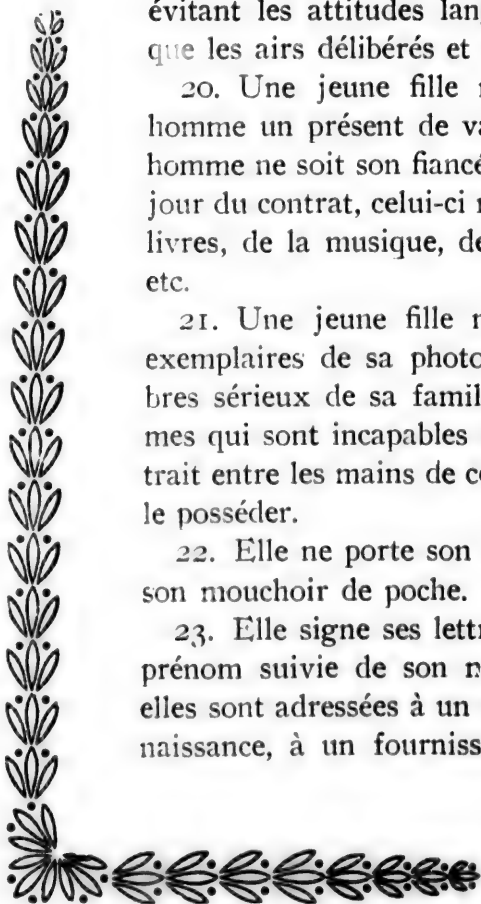 évitant les attitudes lan
que les airs délibérés et
20. Une jeune fille
homme un présent de va
homme ne soit son fiancé
jour du contrat, celui-ci
livres, de la musique, de
etc.
21. Une jeune fille
exemplaires de sa photo
bres sérieux de sa famil
mes qui sont incapables
trait entre les mains de c
le posséder.
22. Elle ne porte son
son mouchoir de poche.
23. Elle signe ses lettr
prénom suivie de son
elles sont adressées à un
naissance, à un fourniss